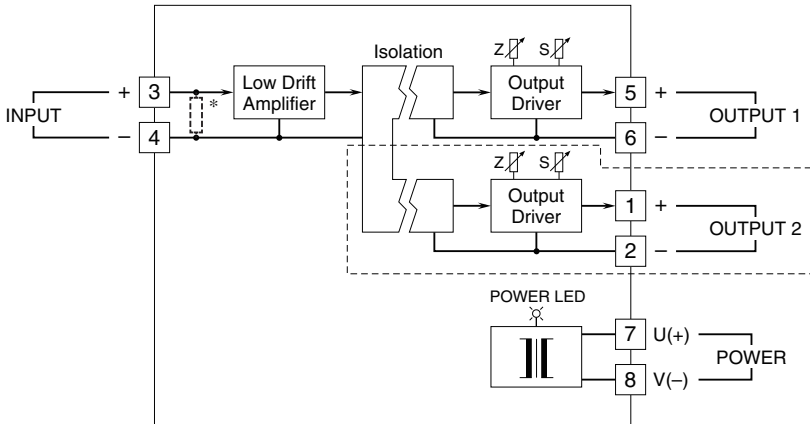 Isolation
Z S
INPUT
+ 3
*
Low Drift
Amplifier
Output
Driver
5 +
OUTPUT 1
– 4
6 –
Z S
Output
Driver
1 +
OUTPUT 2
2 –
POWER LED
7 U(+)
POWER
8 V(–)